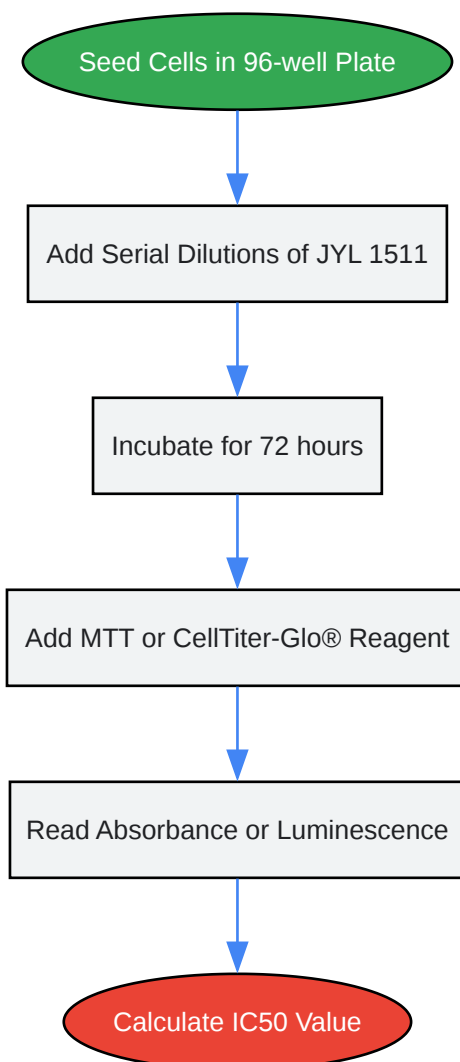 Seed Cells in 96-well Plate
Add Serial Dilutions of JYL 1511
Incubate for 72 hours
Add MTT or CellTiter-Glo® Reagent
Read Absorbance or Luminescence
Calculate IC50 Value